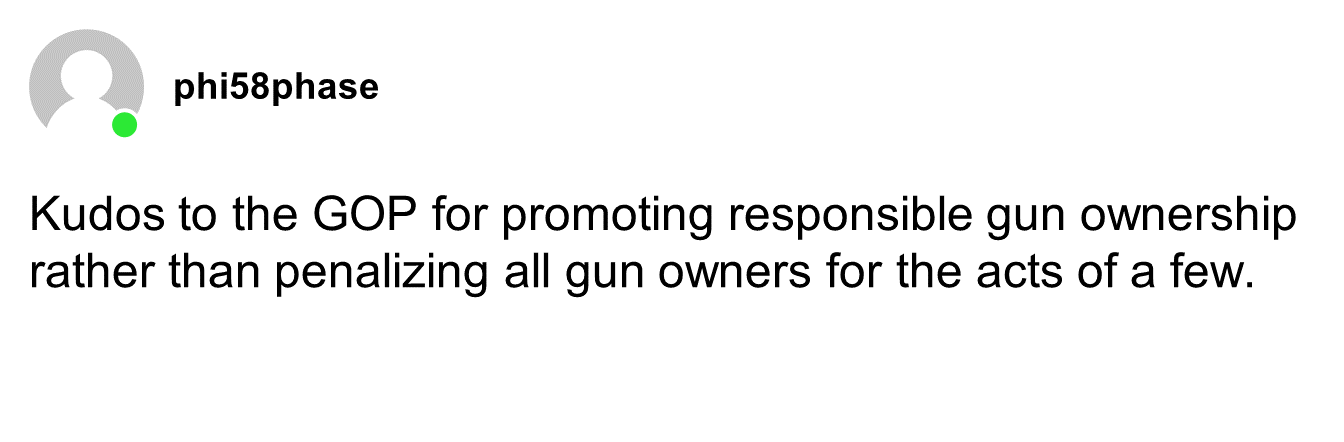 phi58phase
Kudos to the GOP for promoting responsible gun ownership
rather than penalizing all gun owners for the acts of a few.